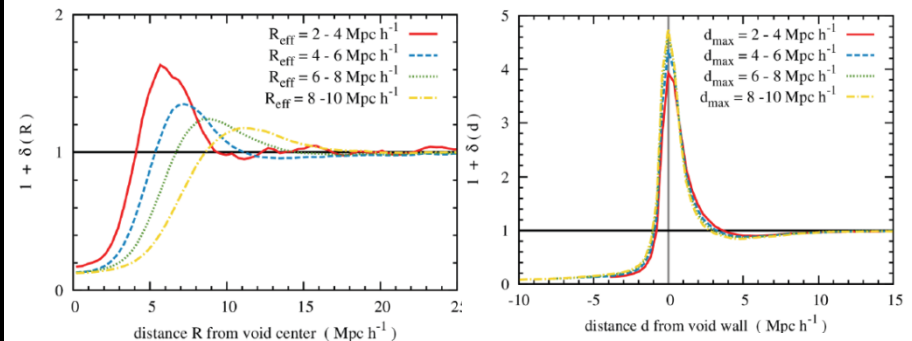 2
1
0
1 + δ ( R )
R_eff = 2 - 4 Mpc h^-1
R_eff = 4 - 6 Mpc h^-1
R_eff = 6 - 8 Mpc h^-1
R_eff = 8 -10 Mpc h^-1
0 5 10 15 20 25
distance R from void center ( Mpc h^-1 )
5
4
3
2
1
0
1 + δ ( d )
d_max = 2 - 4 Mpc h^-1
d_max = 4 - 6 Mpc h^-1
d_max = 6 - 8 Mpc h^-1
d_max = 8 -10 Mpc h^-1
-10 -5 0 5 10 15
distance d from void wall ( Mpc h^-1 )